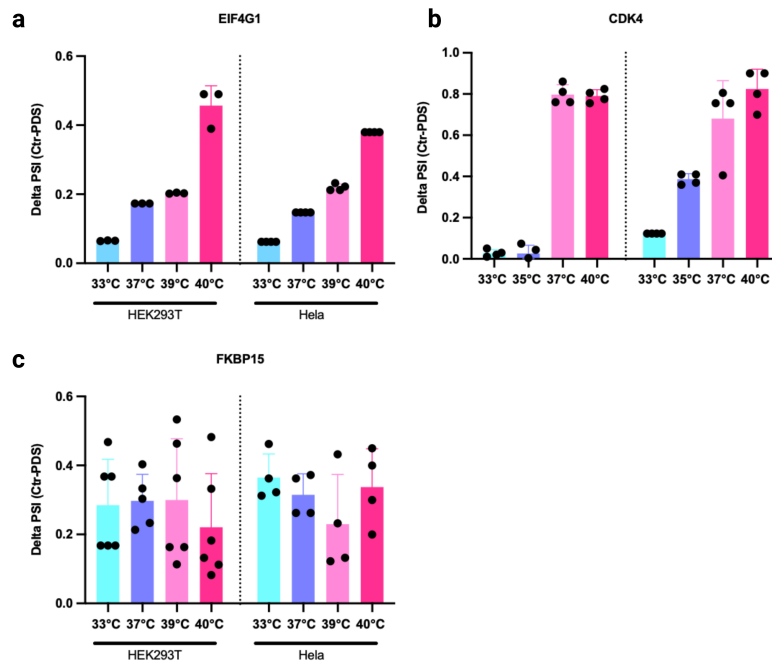 a
EIF4G1
Delta PSI (Ctr-PDS)
0.6
0.4
0.2
0.0
33°C 37°C 39°C 40°C 33°C 37°C 39°C 40°C
HEK293T Hela
b
CDK4
Delta PSI (Ctr-PDS)
1.0
0.8
0.6
0.4
0.2
0.0
33°C 35°C 37°C 40°C 33°C 35°C 37°C 40°C
c
FKBP15
Delta PSI (Ctr-PDS)
0.6
0.4
0.2
0.0
33°C 37°C 39°C 40°C 33°C 37°C 39°C 40°C
HEK293T Hela